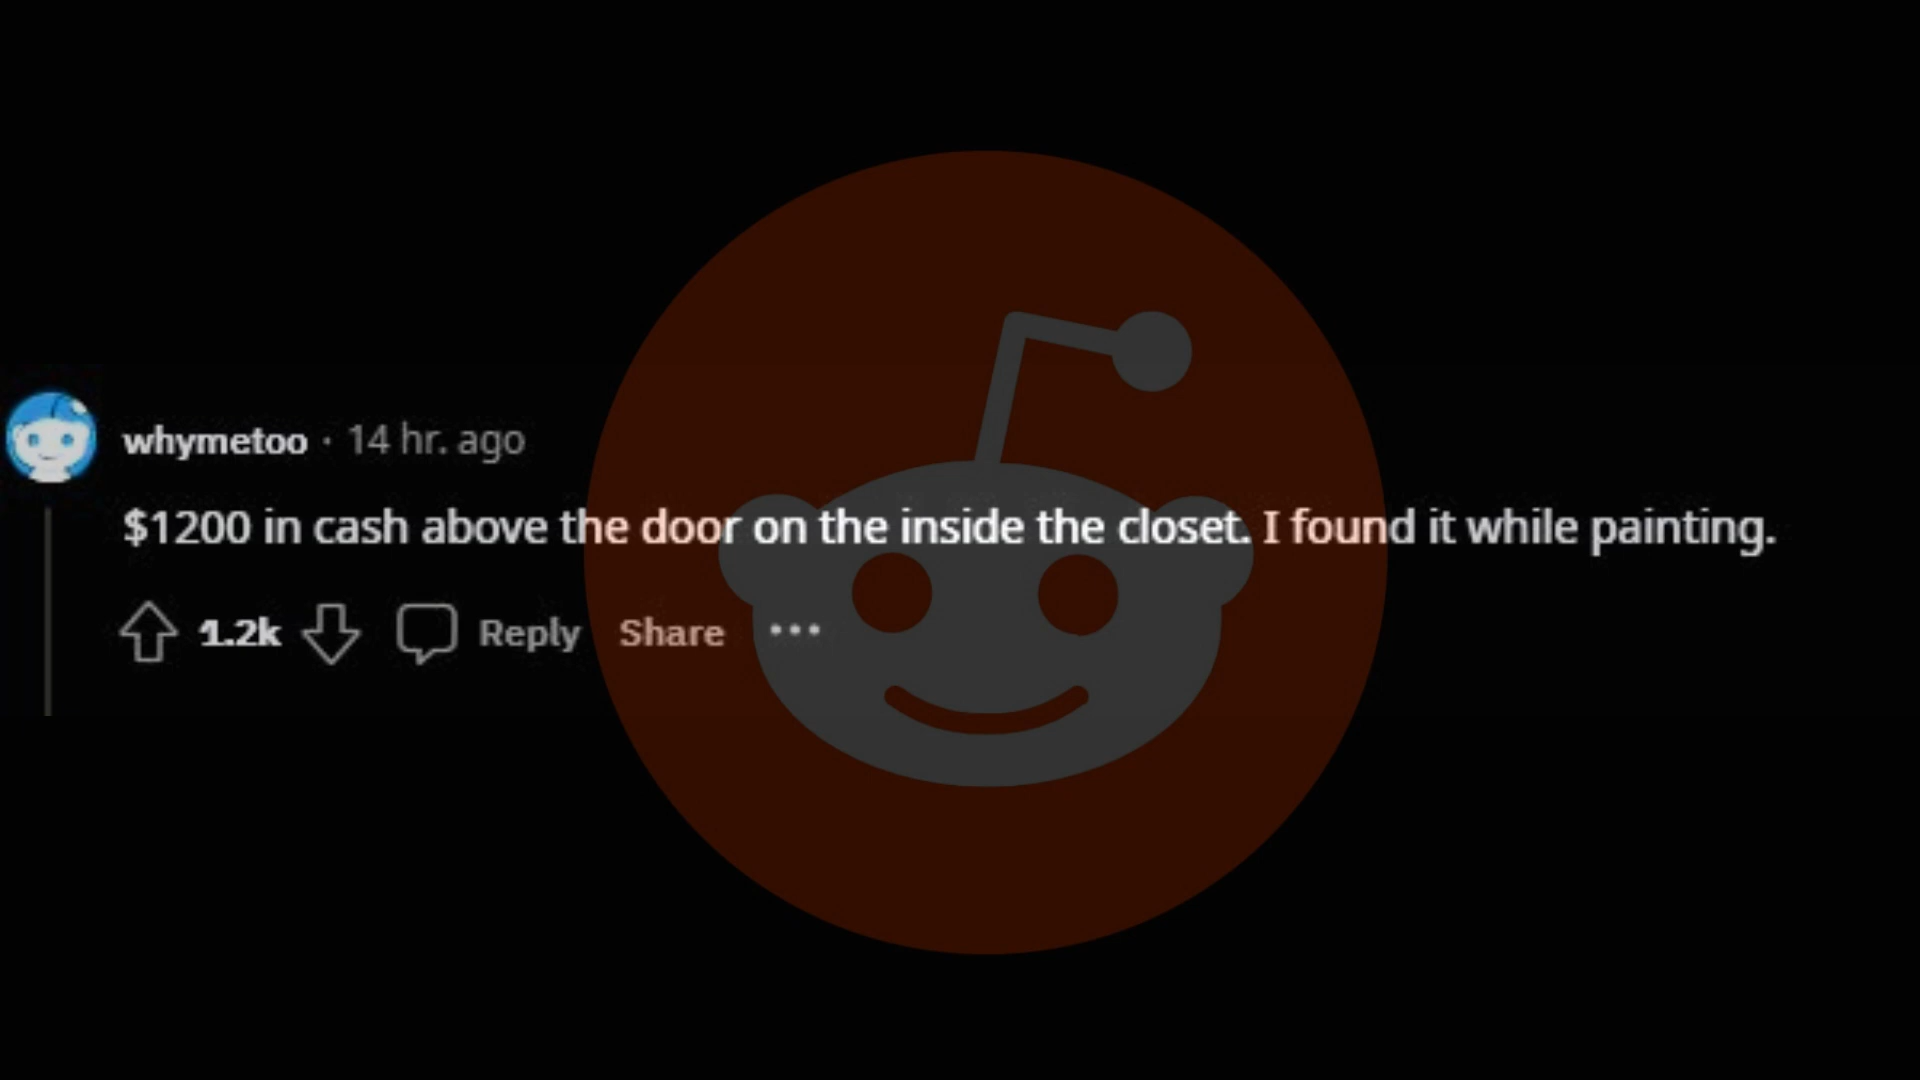 whymetoo · 14 hr. ago
$1200 in cash above the door on the inside the closet. I found it while painting.
1.2k Reply Share •••